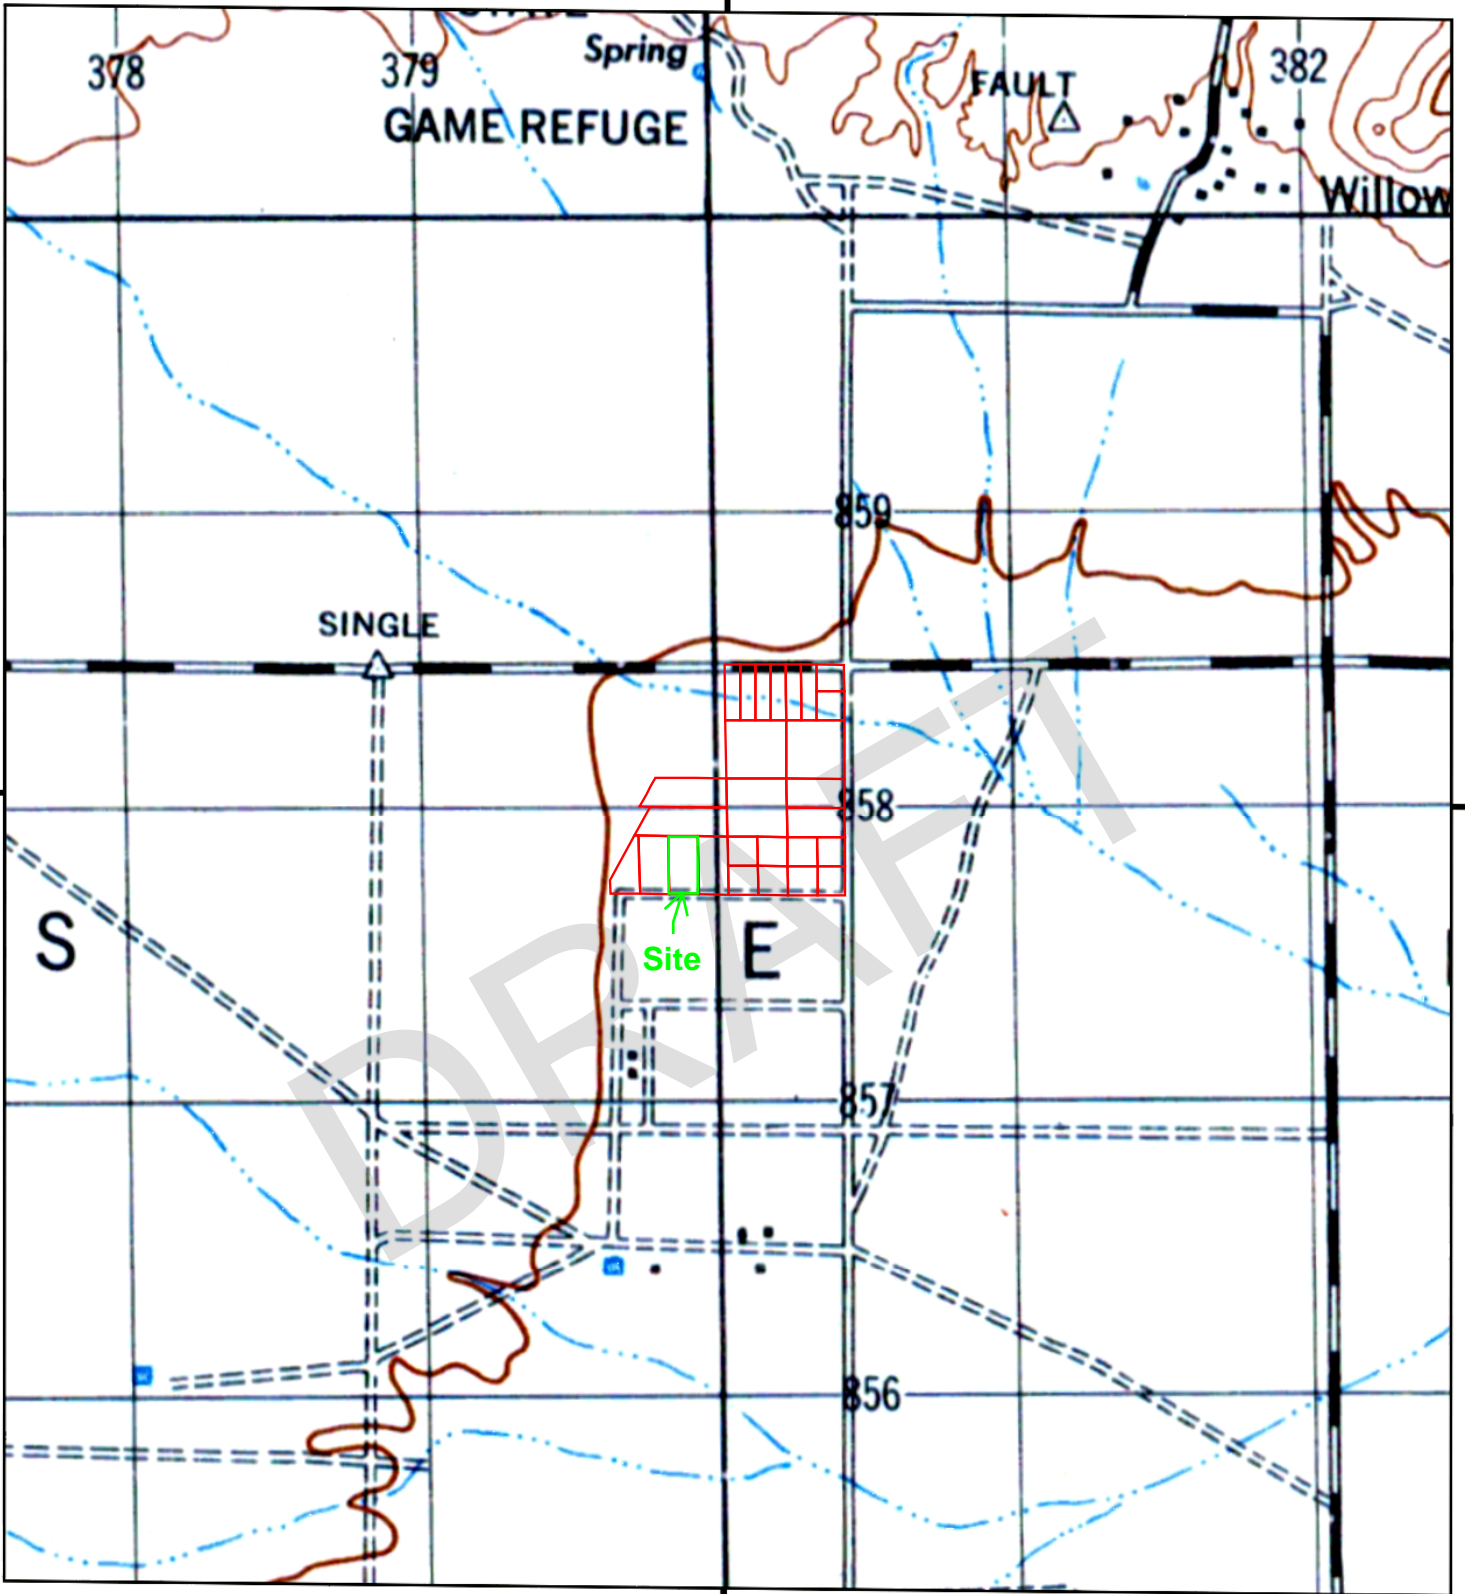 Spring
378
379
FAULT
382
GAME REFUGE
Willow
859
SINGLE
858
S
E
Site
857
856
DRAFT